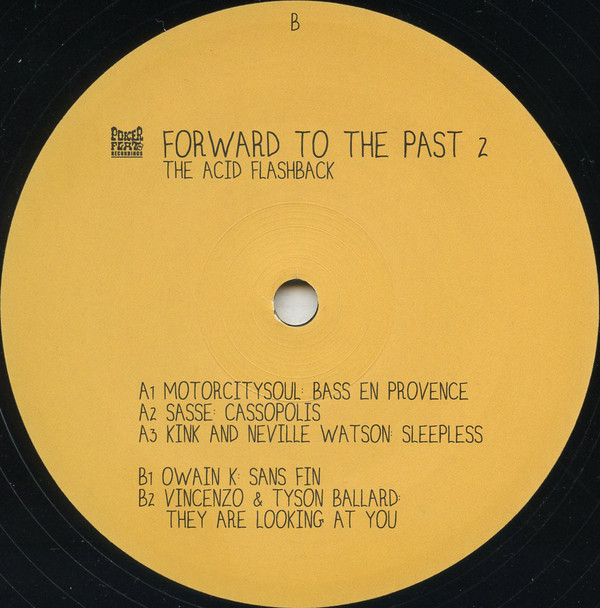 B
POKER
FLAT
RECORDINGS
FORWARD TO THE PAST 2
THE ACID FLASHBACK
A1 MOTORCITYSOUL: BASS EN PROVENCE
A2 SASSE: CASSOPOLIS
A3 KINK AND NEVILLE WATSON: SLEEPLESS
B1 OWAIN K: SANS FIN
B2 VINCENZO & TYSON BALLARD:
THEY ARE LOOKING AT YOU